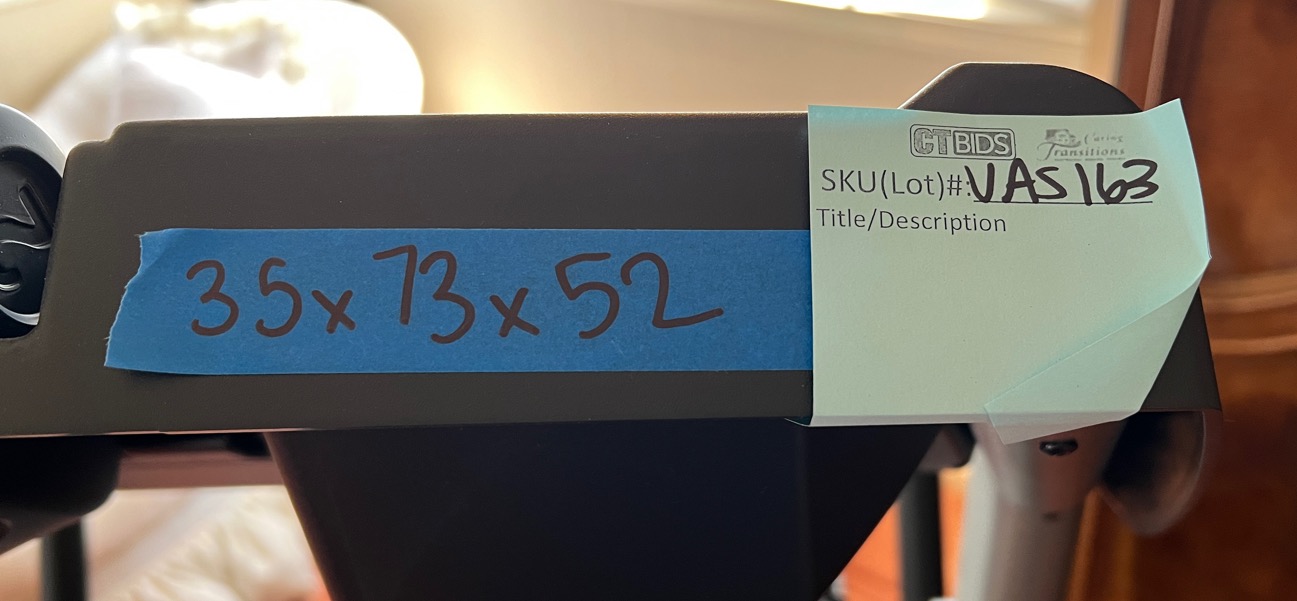 35x73x52
CTBIDS
Caring
Transitions
SKU(Lot)#:VAS163
Title/Description